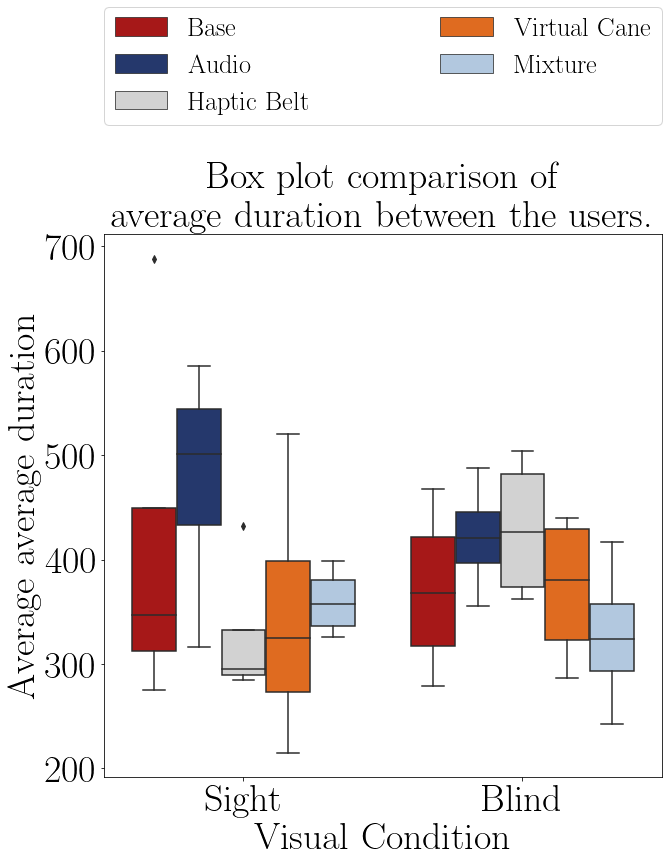 Base
Audio
Haptic Belt
Virtual Cane
Mixture
Box plot comparison of
average duration between the users.
Average average duration
700
600
500
400
300
200
Sight
Blind
Visual Condition